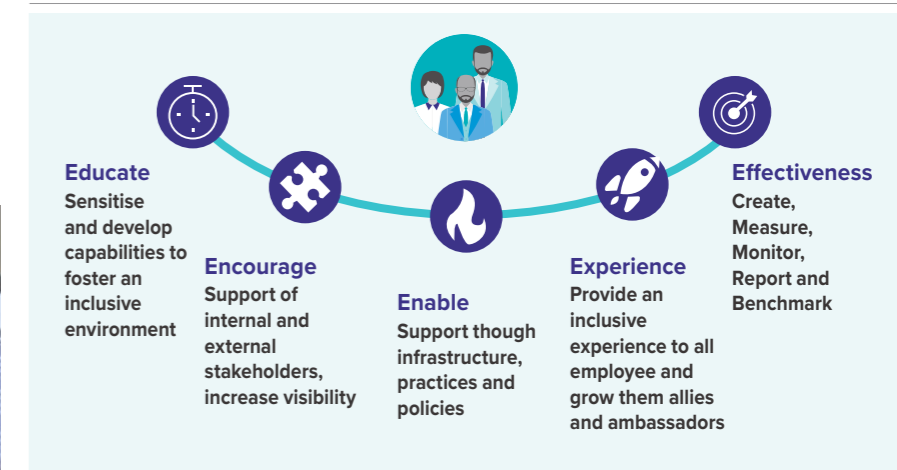 Educate
Sensitise
and develop
capabilities to
foster an
inclusive
environment
Encourage
Support of
internal and
external
stakeholders,
increase visibility
Enable
Support though
infrastructure,
practices and
policies
Experience
Provide an
inclusive
experience to all
employee and
grow them allies
and ambassadors
Effectiveness
Create,
Measure,
Monitor,
Report and
Benchmark